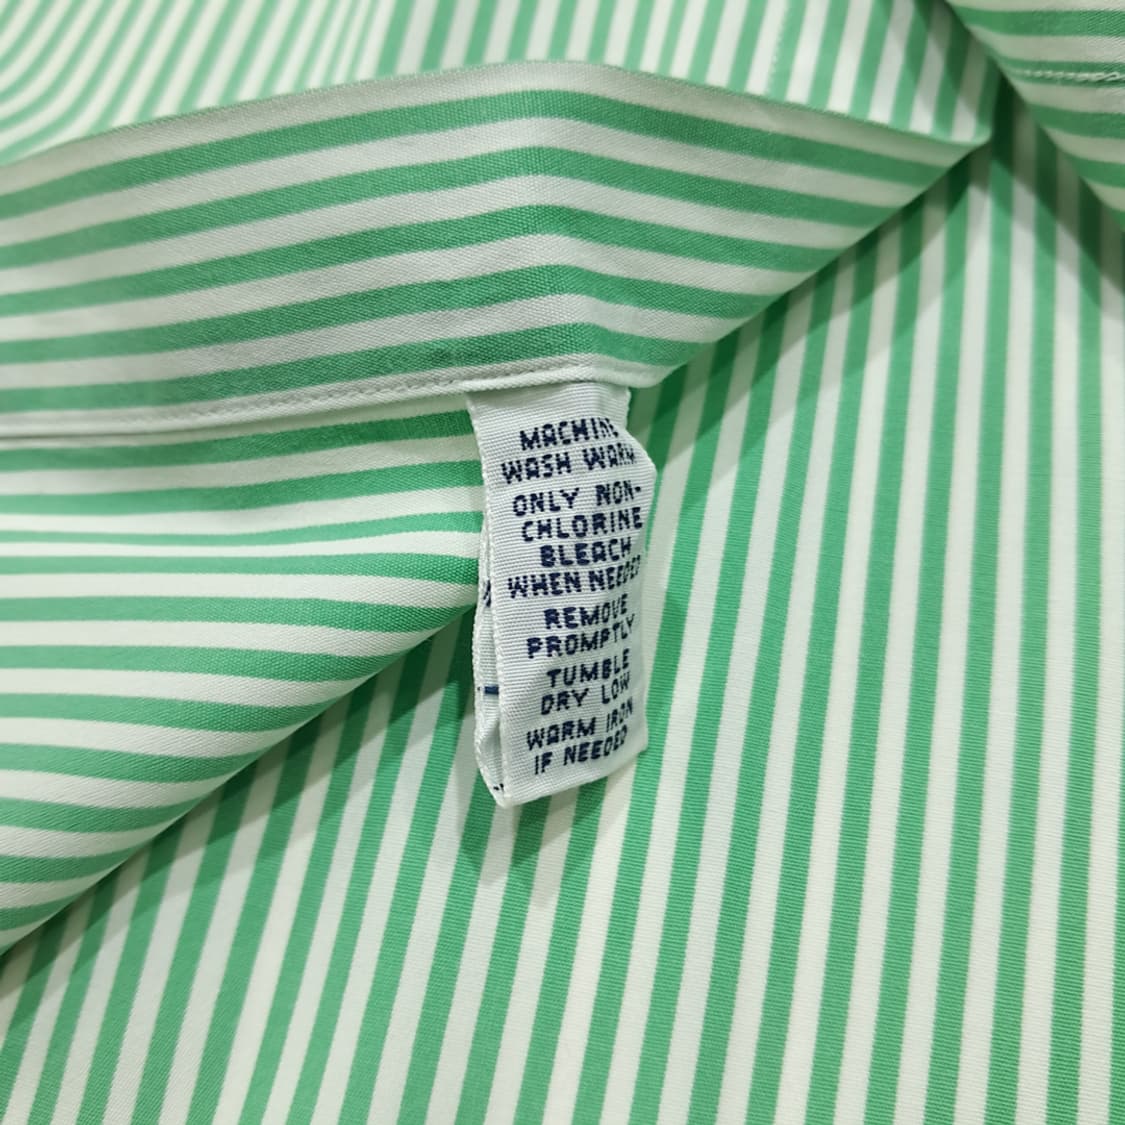 MACHINE
WASH WARM
ONLY NON-
CHLORINE
BLEACH
WHEN NEEDED
REMOVE
PROMPTLY
TUMBLE
DRY LOW
WARM IRON
IF NEEDED